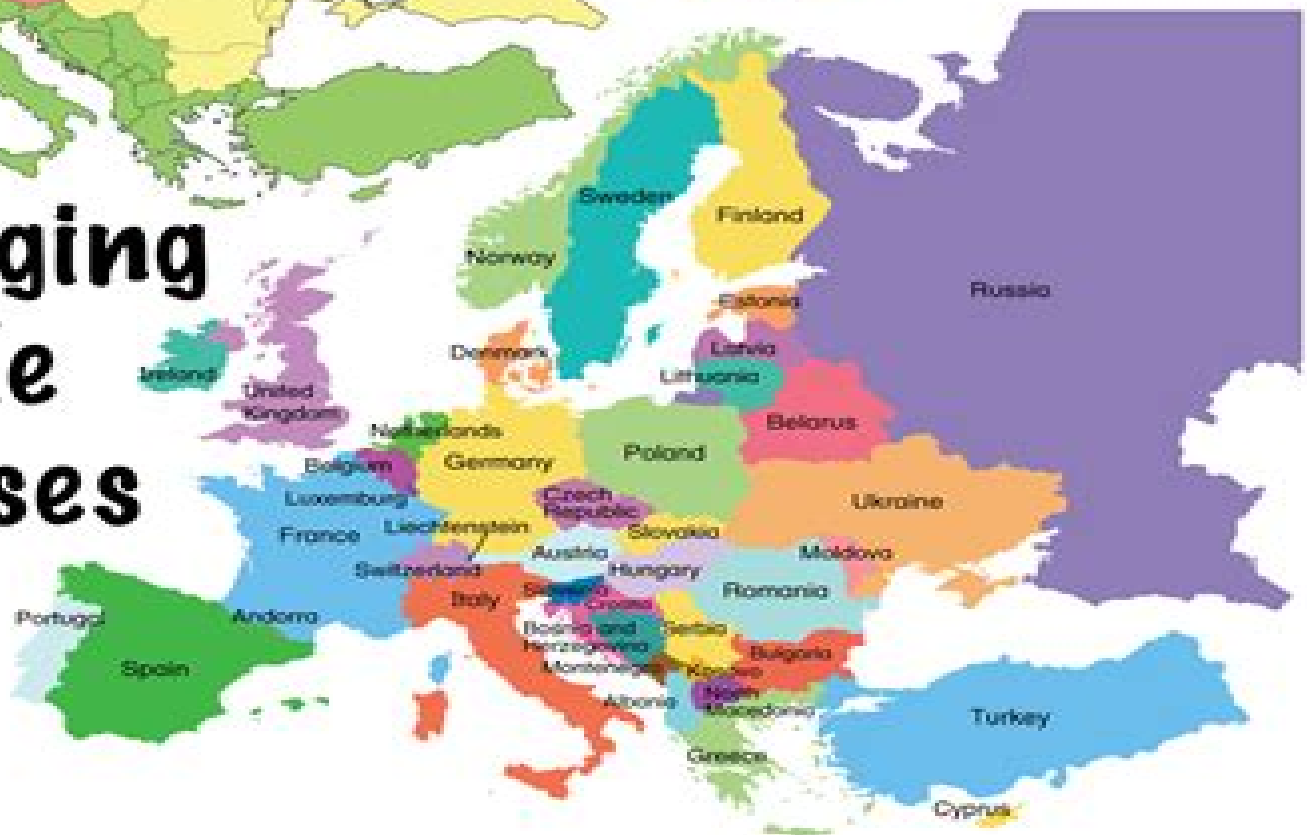 ging
e
ses
Sweden
Finland
Norway
Russia
Estonia
Denmark
Latvia
Ireland
Lithuania
United
Kingdom
Belarus
Netherlands
Poland
Belgium
Germany
Luxemburg
Czech
Republic
Ukraine
France
Liechtenstein
Slovakia
Austria
Moldova
Switzerland
Hungary
Slovenia
Romania
Italy
Croatia
Portugal
Andorra
Bosnia and
Herzegovina
Serbia
Spain
Montenegro
Kosovo
Bulgaria
Albania
North
Macedonia
Turkey
Greece
Cyprus